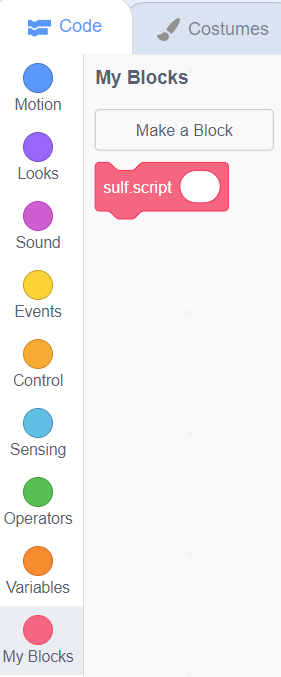 Code
Costumes
My Blocks
Make a Block
sulf.script
Motion
Looks
Sound
Events
Control
Sensing
Operators
Variables
My Blocks